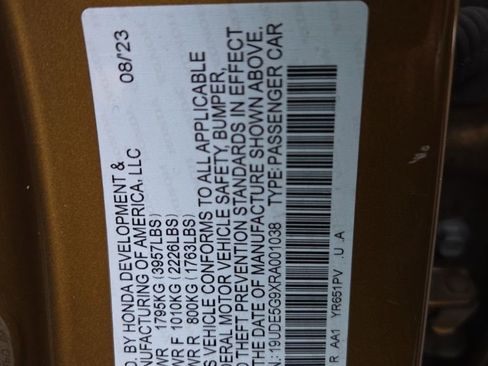 D. BY HONDA DEVELOPMENT &
NUFACTURING OF AMERICA, LLC
08/23
WR 1795KG (3957LBS)
WR F 1010KG (2226LBS)
WR R 800KG (1763LBS)
S VEHICLE CONFORMS TO ALL APPLICABLE
DERAL MOTOR VEHICLE SAFETY, BUMPER,
D THEFT PREVENTION STANDARDS IN EFFECT
THE DATE OF MANUFACTURE SHOWN ABOVE.
N: 19UDE5G9XRA001038 TYPE: PASSENGER CAR
R AA1 YR651PV .U .A